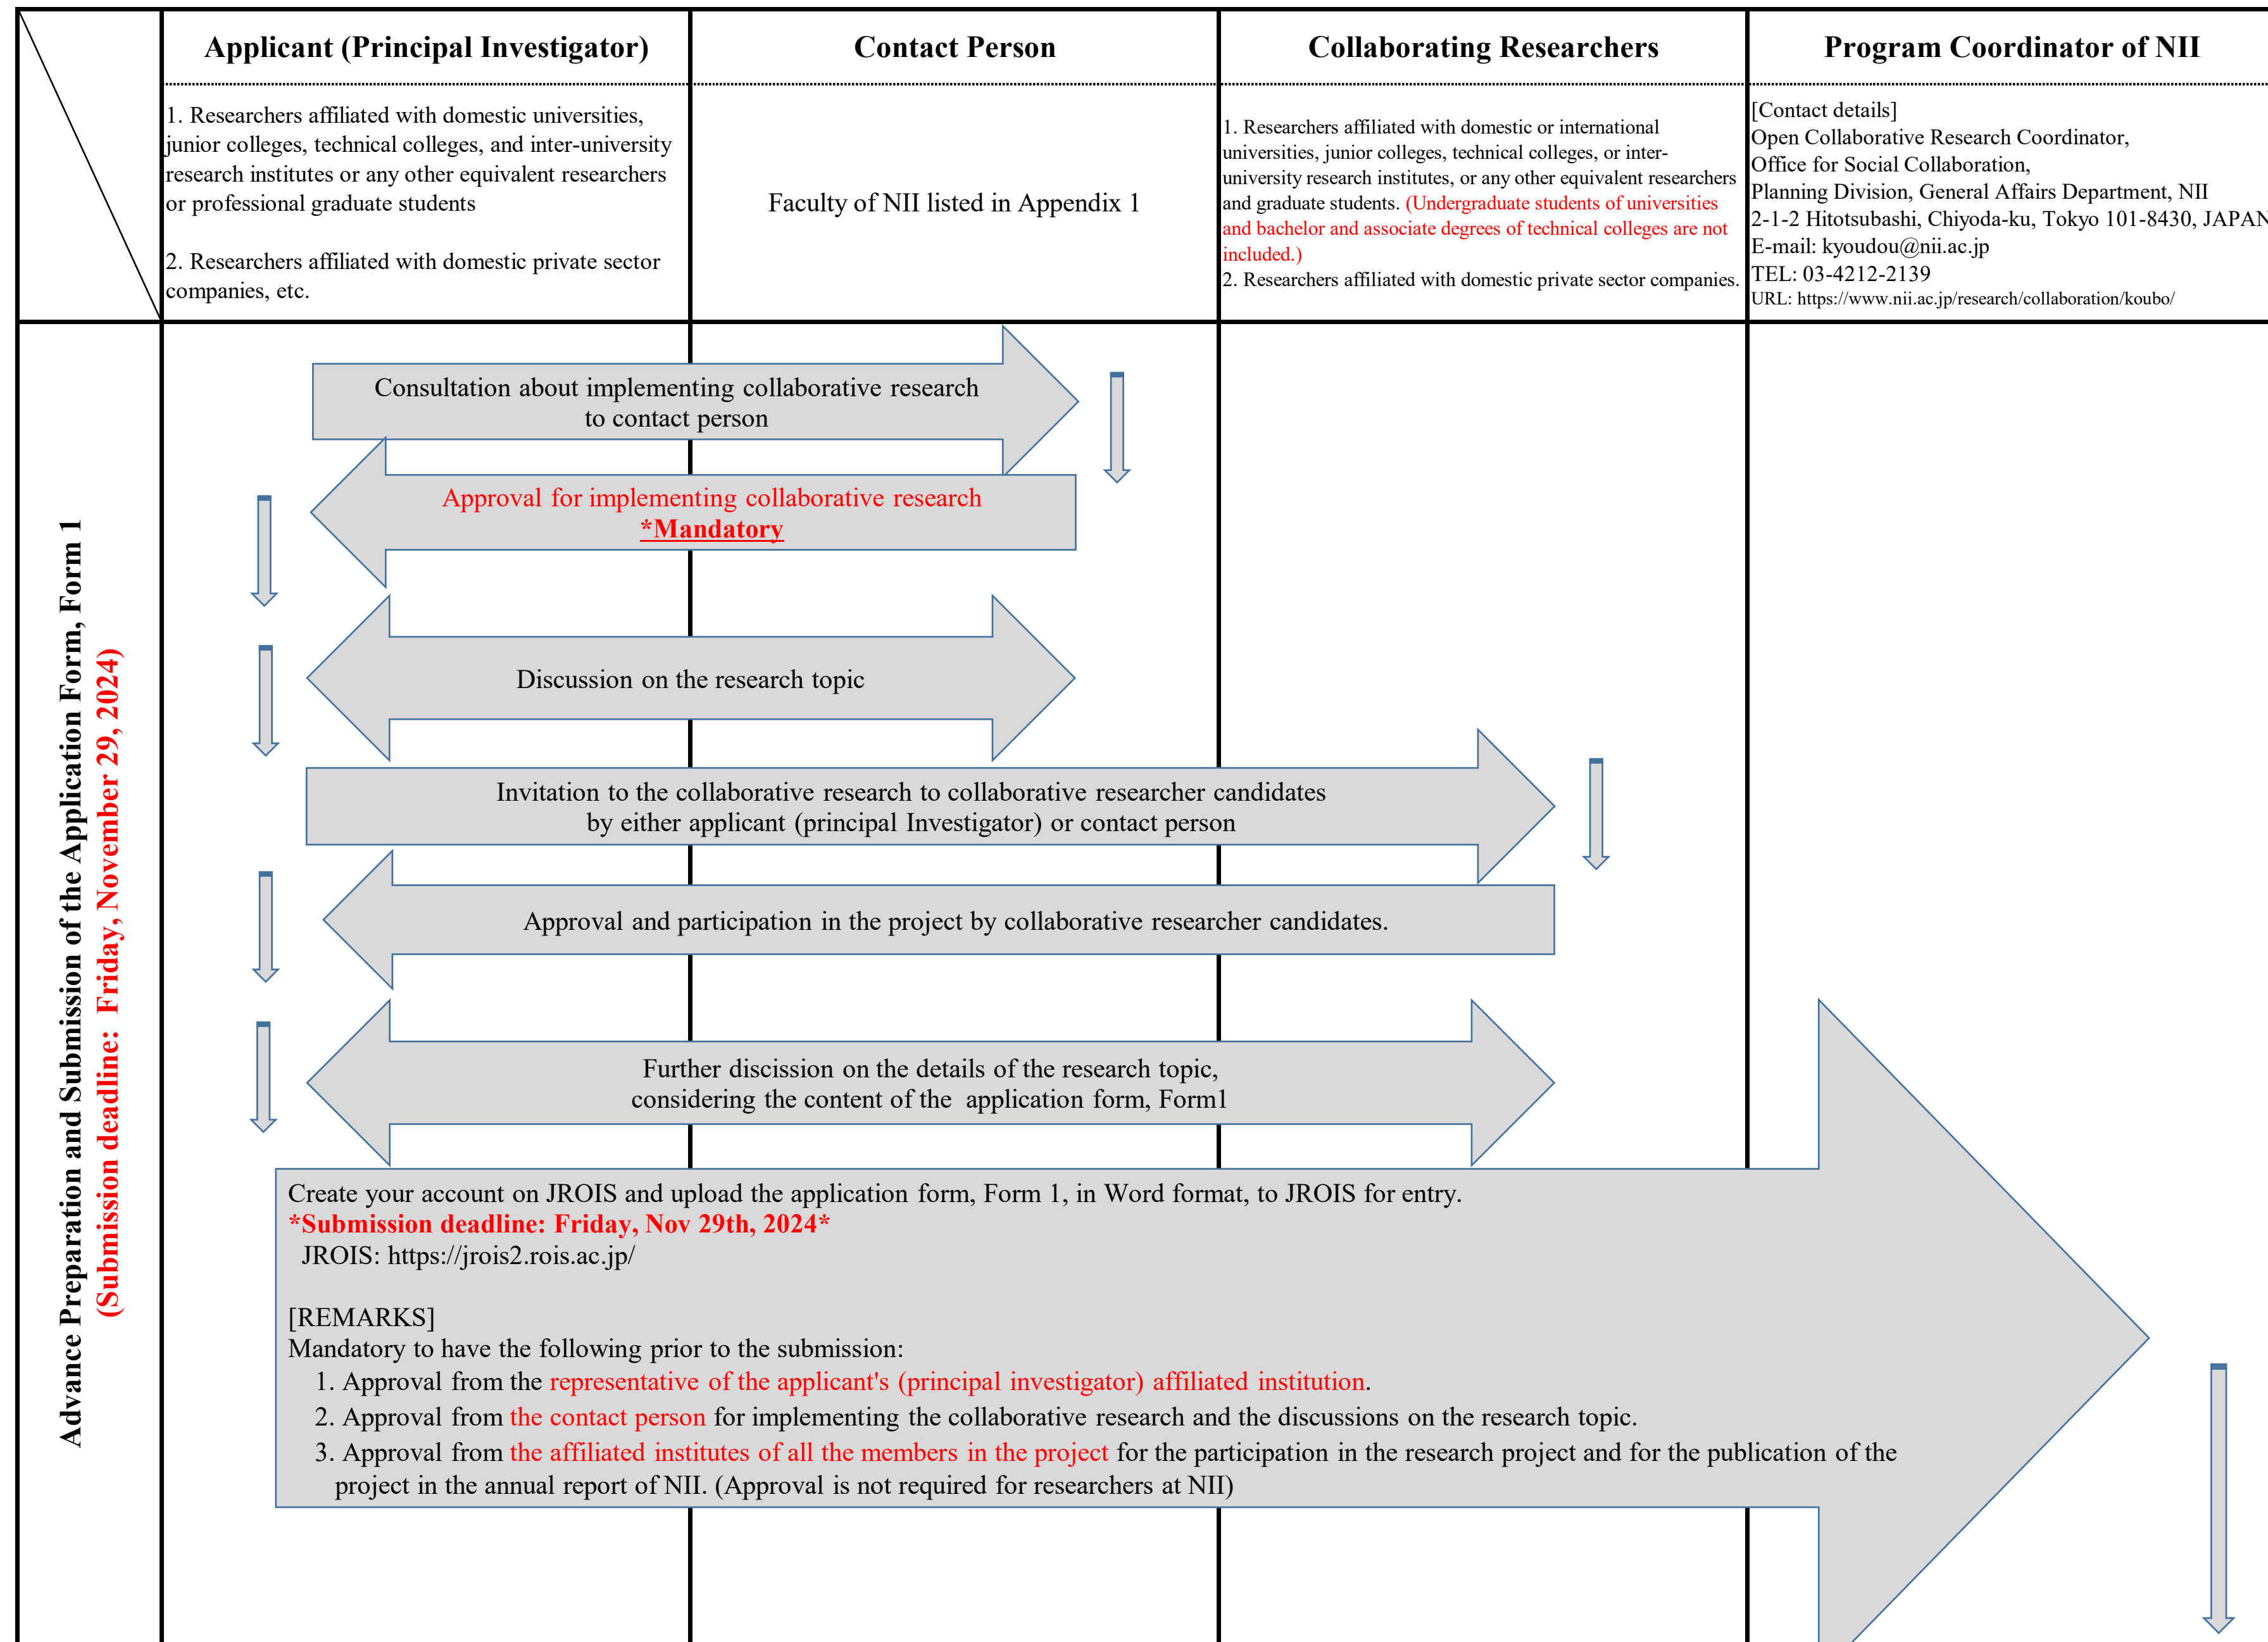 Applicant (Principal Investigator)
Contact Person
Collaborating Researchers
Program Coordinator of NII
1. Researchers affiliated with domestic universities,
junior colleges, technical colleges, and inter-university
research institutes or any other equivalent researchers
or professional graduate students
2. Researchers affiliated with domestic private sector
companies, etc.
Faculty of NII listed in Appendix 1
1. Researchers affiliated with domestic or international
universities, junior colleges, technical colleges, or inter-
university research institutes, or any other equivalent researchers
and graduate students. (Undergraduate students of universities
and bachelor and associate degrees of technical colleges are not
included.)
2. Researchers affiliated with domestic private sector companies.
[Contact details]
Open Collaborative Research Coordinator,
Office for Social Collaboration,
Planning Division, General Affairs Department, NII
2-1-2 Hitotsubashi, Chiyoda-ku, Tokyo 101-8430, JAPAN
E-mail: kyoudou@nii.ac.jp
TEL: 03-4212-2139
URL: https://www.nii.ac.jp/research/collaboration/koubo/
Advance Preparation and Submission of the Application Form, Form 1
(Submission deadline: Friday, November 29, 2024)
Consultation about implementing collaborative research
to contact person
Approval for implementing collaborative research
*Mandatory
Discussion on the research topic
Invitation to the collaborative research to collaborative researcher candidates
by either applicant (principal Investigator) or contact person
Approval and participation in the project by collaborative researcher candidates.
Further discission on the details of the research topic,
considering the content of the application form, Form1
Create your account on JROIS and upload the application form, Form 1, in Word format, to JROIS for entry.
*Submission deadline: Friday, Nov 29th, 2024*
JROIS: https://jrois2.rois.ac.jp/
[REMARKS]
Mandatory to have the following prior to the submission:
1. Approval from the representative of the applicant's (principal investigator) affiliated institution.
2. Approval from the contact person for implementing the collaborative research and the discussions on the research topic.
3. Approval from the affiliated institutes of all the members in the project for the participation in the research project and for the publication of the
project in the annual report of NII. (Approval is not required for researchers at NII)